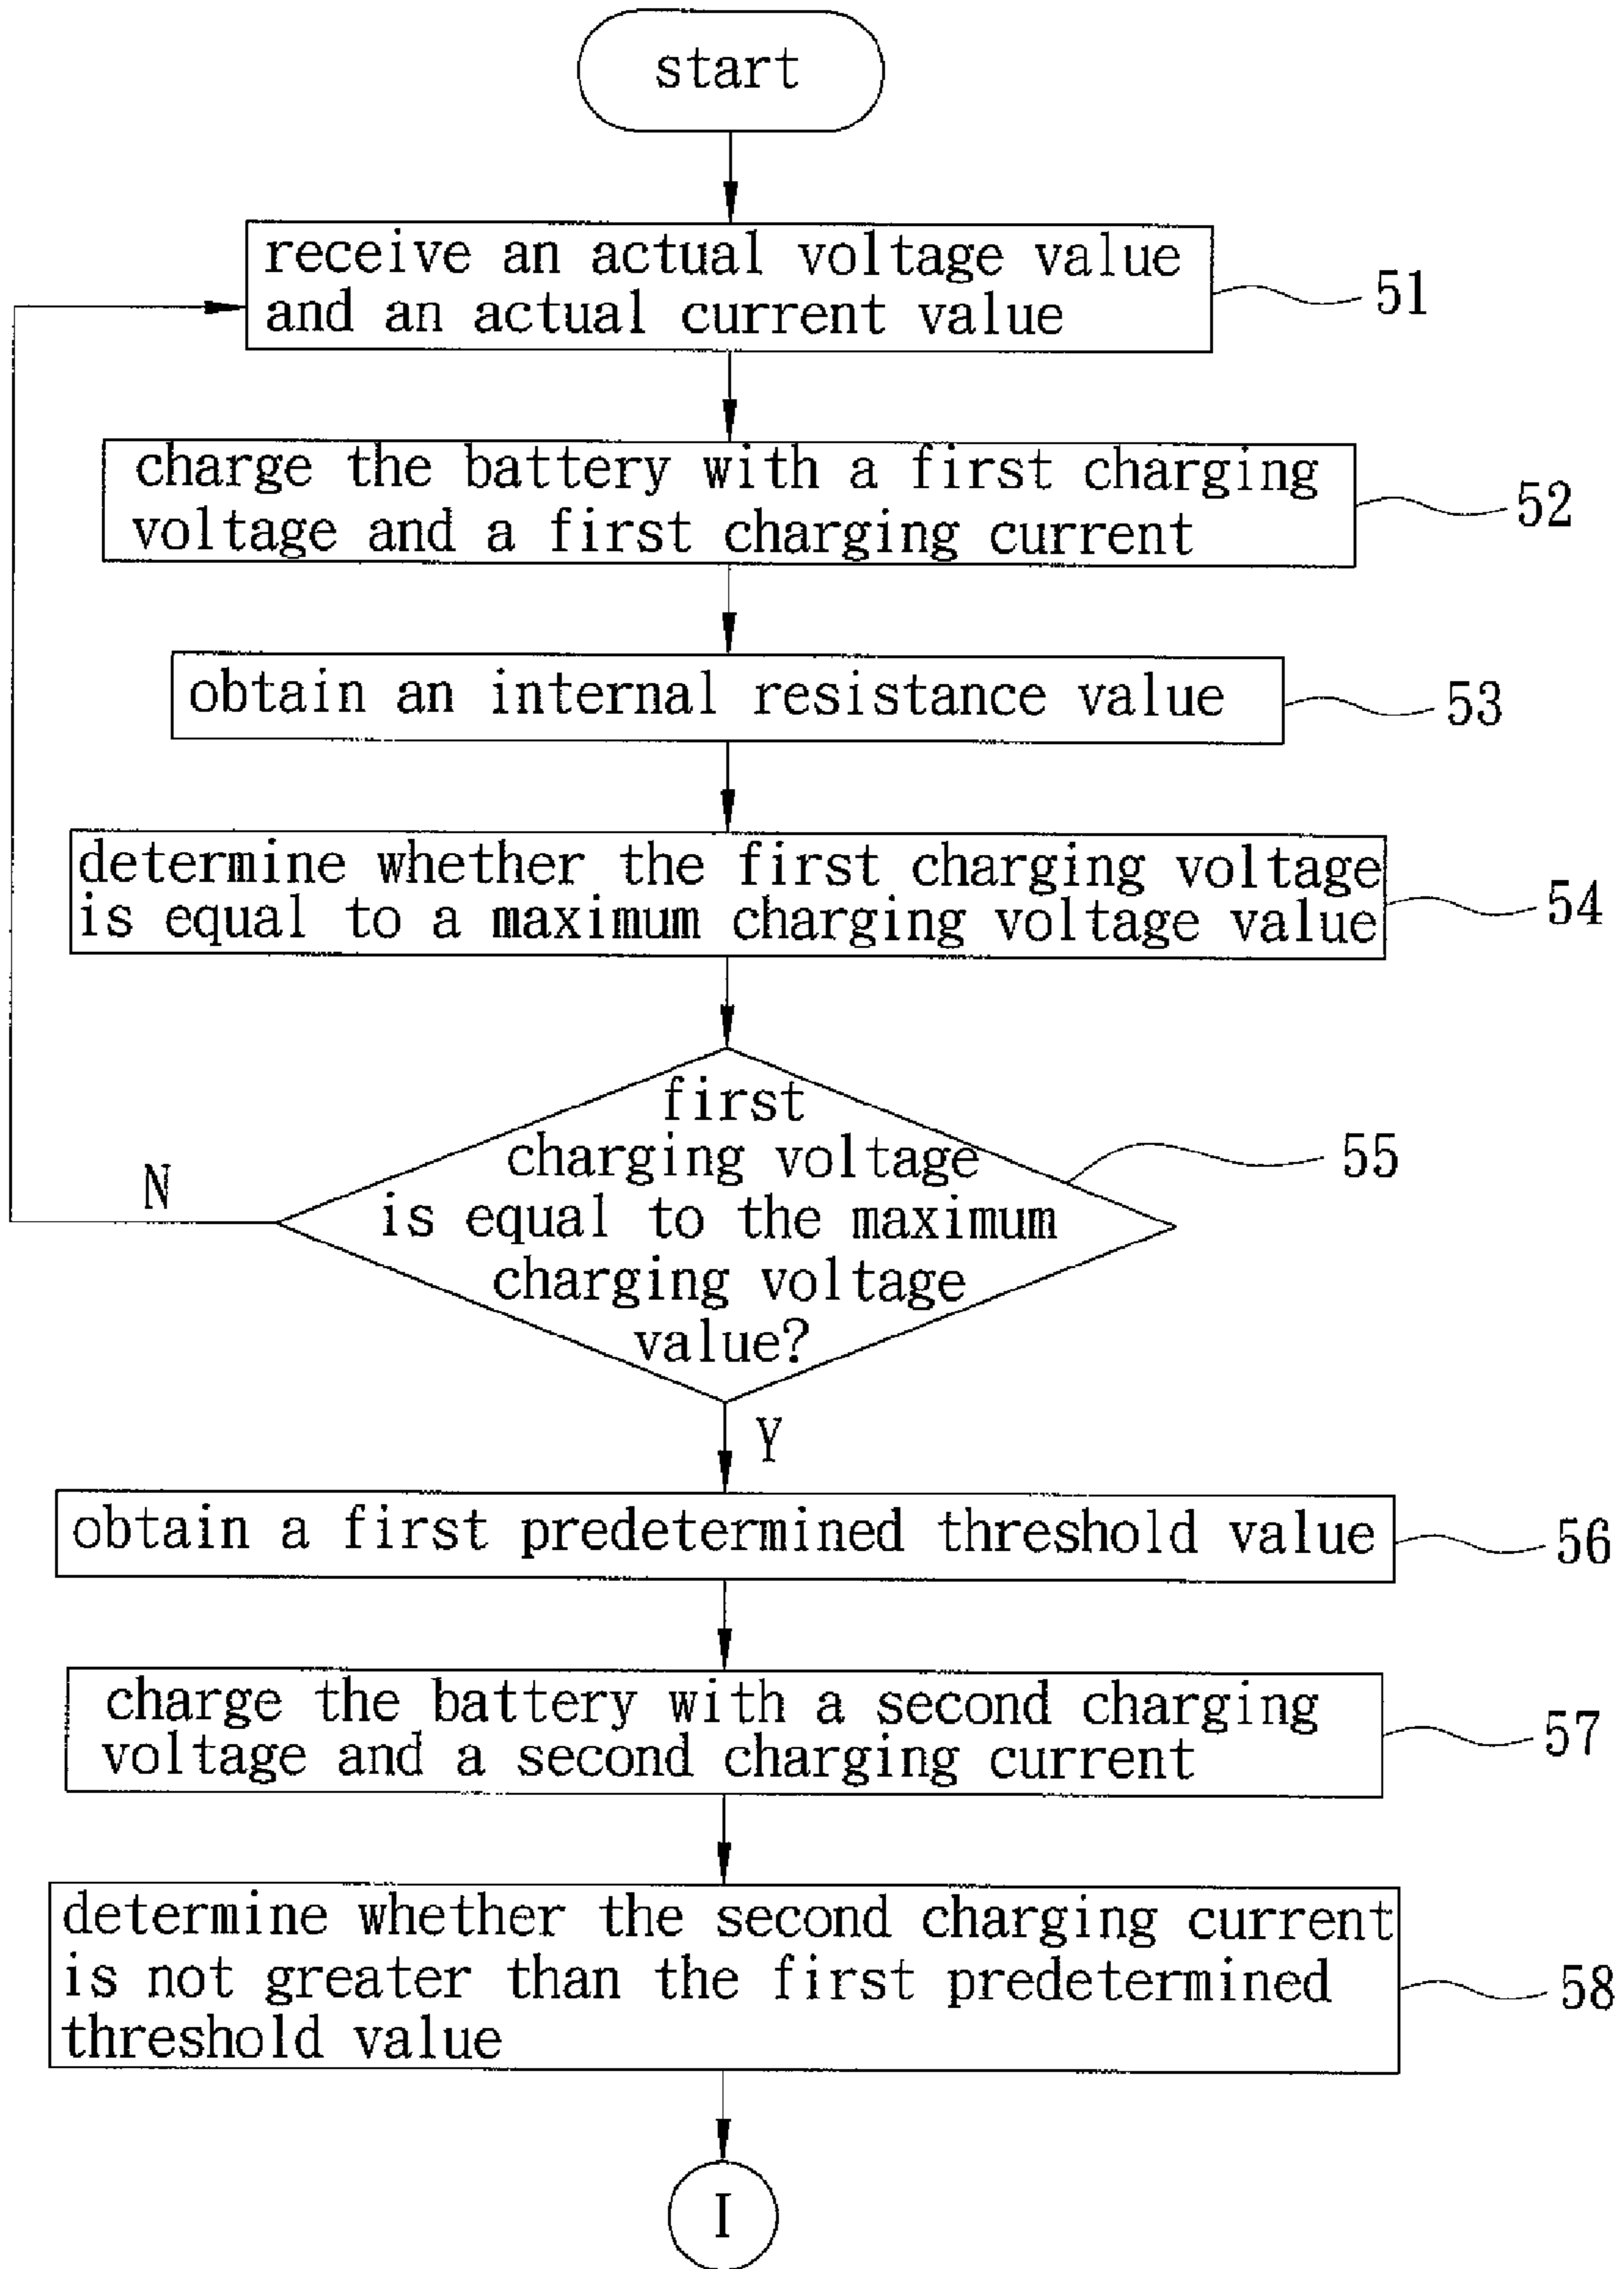 start
receive an actual voltage value
and an actual current value
51
charge the battery with a first charging
voltage and a first charging current
52
obtain an internal resistance value
53
determine whether the first charging voltage
is equal to a maximum charging voltage value
54
first
charging voltage
is equal to the maximum
charging voltage
value?
55
N
Y
obtain a first predetermined threshold value
56
charge the battery with a second charging
voltage and a second charging current
57
determine whether the second charging current
is not greater than the first predetermined
threshold value
58
I